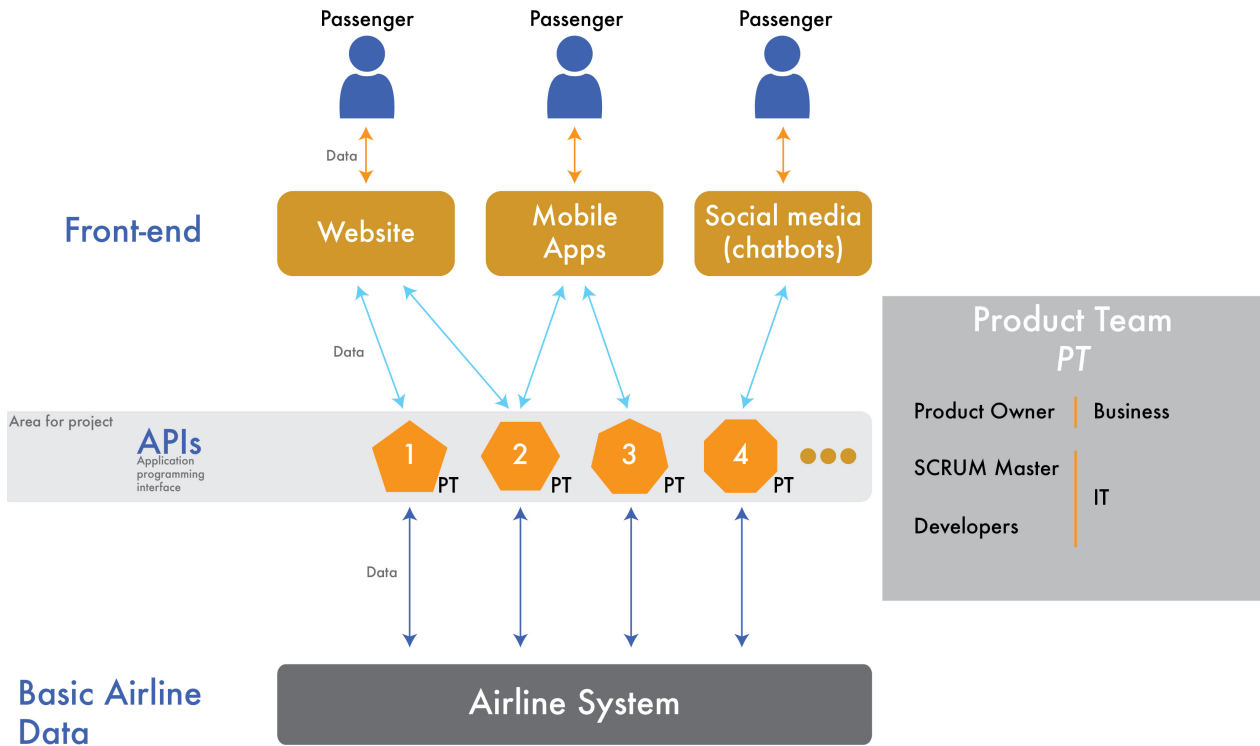 Passenger
Passenger
Passenger
Data
Front-end
Website
Mobile
Apps
Social media
(chatbots)
Data
Area for project
APIs
Application
programming
interface
1
PT
2
PT
3
PT
4
PT
Data
Product Team
PT
Product Owner
Business
SCRUM Master
IT
Developers
Basic Airline
Data
Airline System